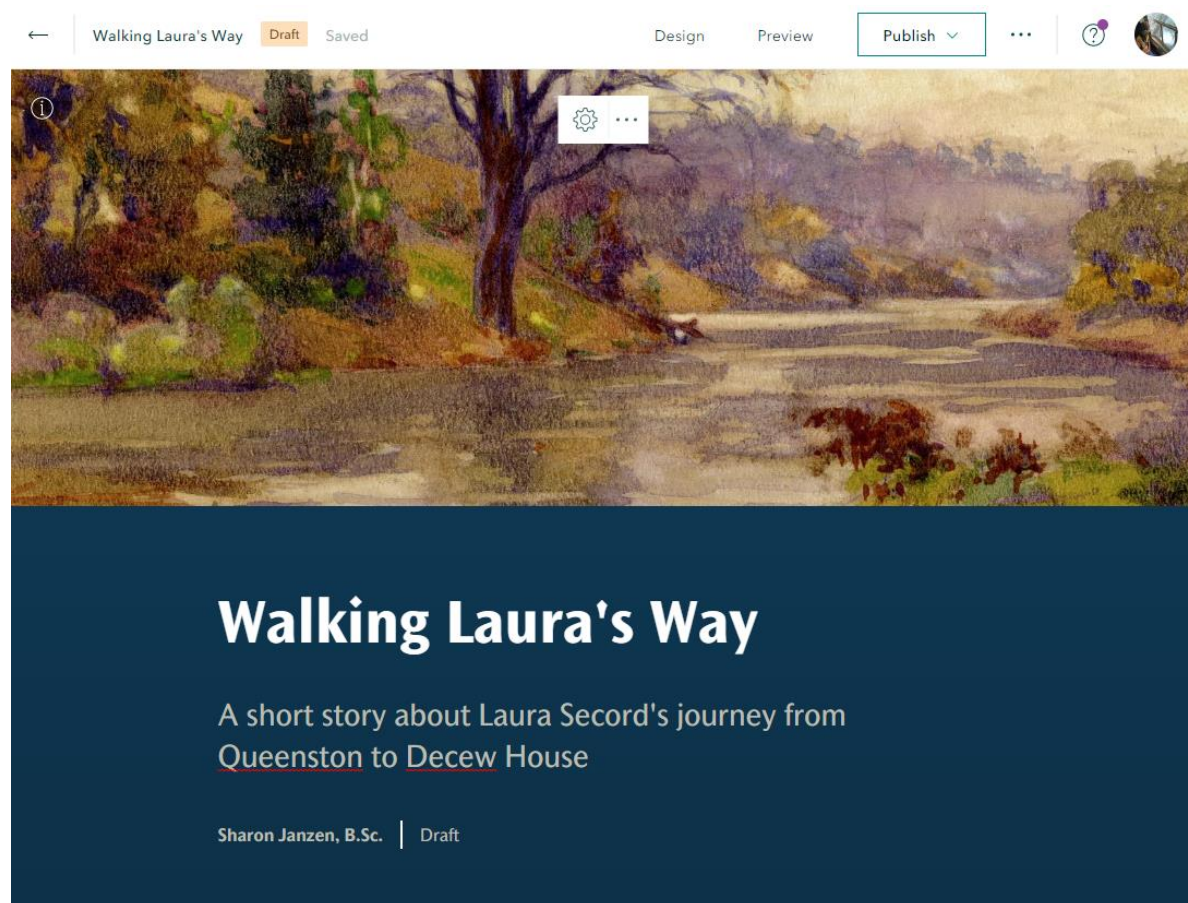 Walking Laura's Way Draft Saved Design Preview Publish
Walking Laura's Way
A short story about Laura Secord's journey from
Queenston to Decew House
Sharon Janzen, B.Sc. Draft